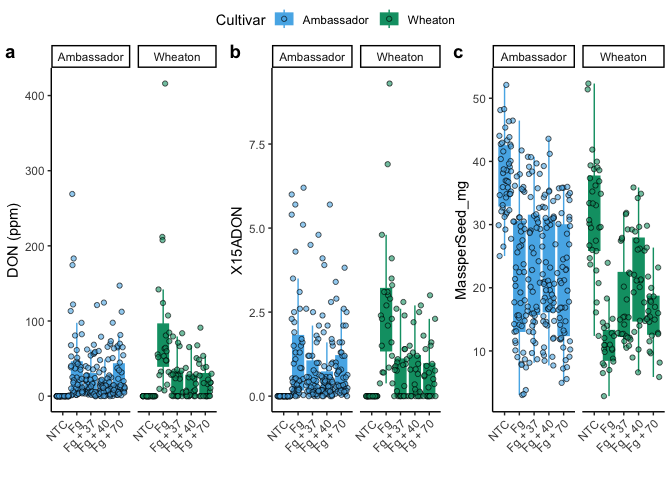 Cultivar Ambassador Wheaton
a b c
Ambassador Wheaton Ambassador Wheaton Ambassador Wheaton
DON (ppm)
400
300
200
100
0
X15ADON
7.5
5.0
2.5
0.0
MassperSeed_mg
50
40
30
20
10
NTC Fg Fg+37 Fg+40 Fg+70 NTC Fg Fg+37 Fg+40 Fg+70
NTC Fg Fg+37 Fg+40 Fg+70 NTC Fg Fg+37 Fg+40 Fg+70
NTC Fg Fg+37 Fg+40 Fg+70 NTC Fg Fg+37 Fg+40 Fg+70